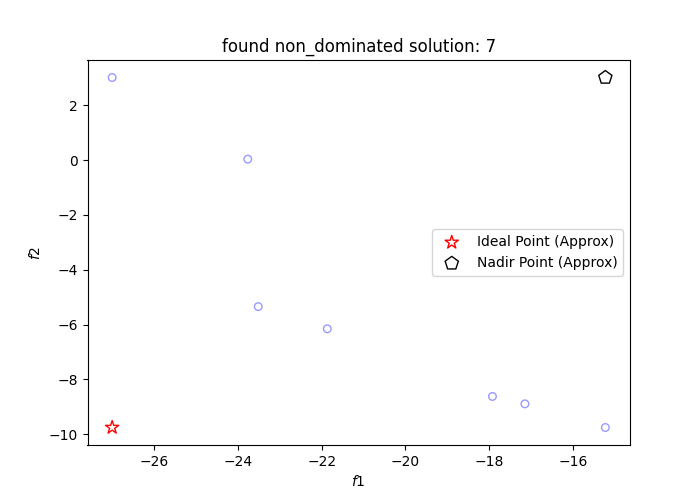 found non_dominated solution: 7
f2
2
0
−2
−4
−6
−8
−10
Ideal Point (Approx)
Nadir Point (Approx)
−26
−24
−22
−20
−18
−16
f1